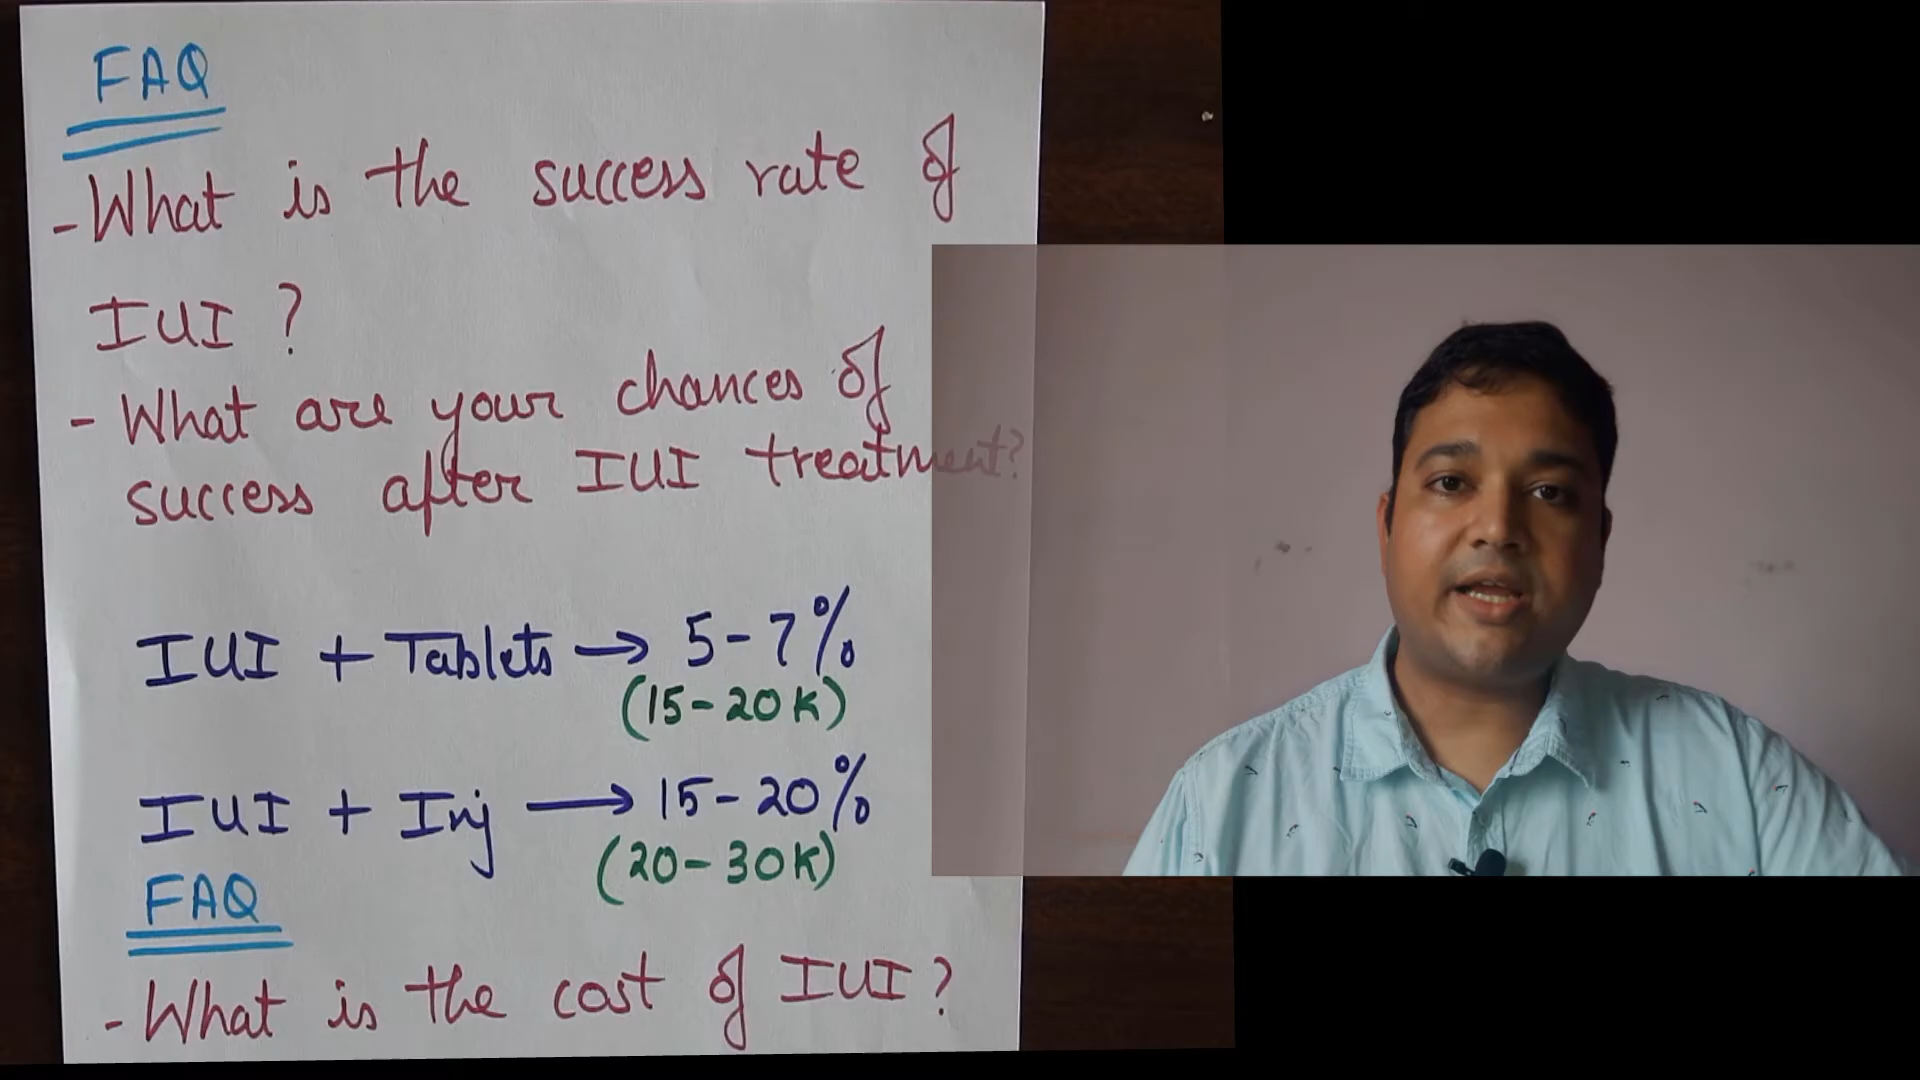 FAQ
- What is the success rate of
IUI ?
- What are your chances of
success after IUI treatment?
IUI + Tablets → 5-7%
(15-20K)
IUI + Inj → 15-20%
(20-30K)
FAQ
- What is the cost of IUI ?